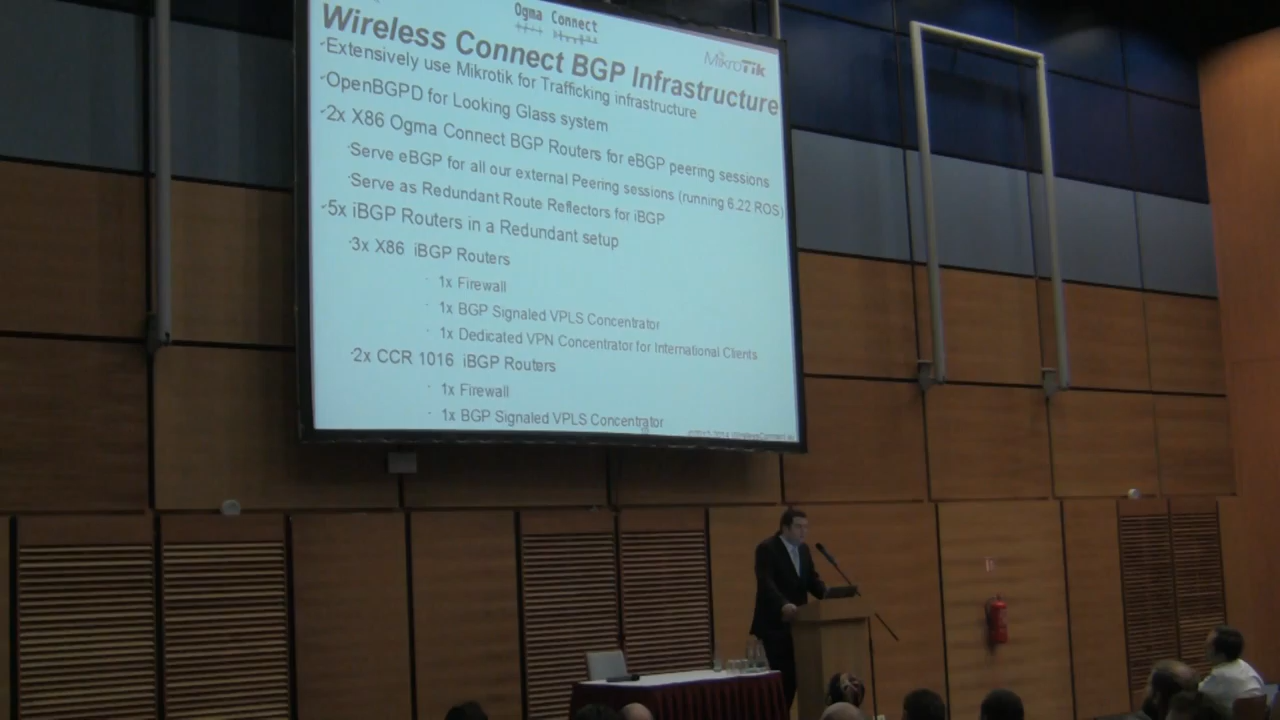 Ogma Connect
Wireless Connect BGP Infrastructure
MikroTik
Extensively use Mikrotik for Trafficking infrastructure
OpenBGPD for Looking Glass system
2x X86 Ogma Connect BGP Routers for eBGP peering sessions
Serve eBGP for all our external Peering sessions (running 6.22 ROS)
Serve as Redundant Route Reflectors for iBGP
5x iBGP Routers in a Redundant setup
3x X86 iBGP Routers
1x Firewall
1x BGP Signaled VPLS Concentrator
1x Dedicated VPN Concentrator for International Clients
2x CCR 1016 iBGP Routers
1x Firewall
1x BGP Signaled VPLS Concentrator